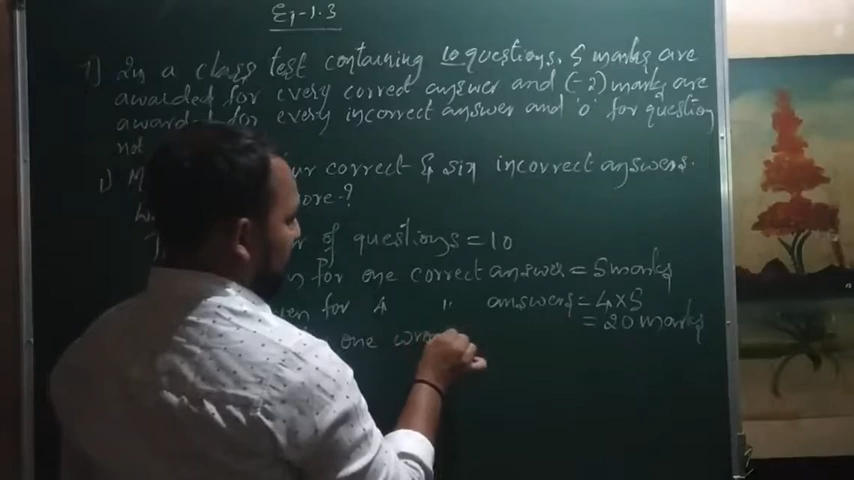 Ex-1.3
1) In a class test containing 10 questions, 5 marks are
awarded for every correct answer and (-2) marks are
awarded for every incorrect answer and '0' for question
not
i) M ur correct & six incorrect answers.
ore?
r of questions = 10
n for one correct answer = 5 marks
ven for 4 " answers = 4×5
= 20 marks
one wro